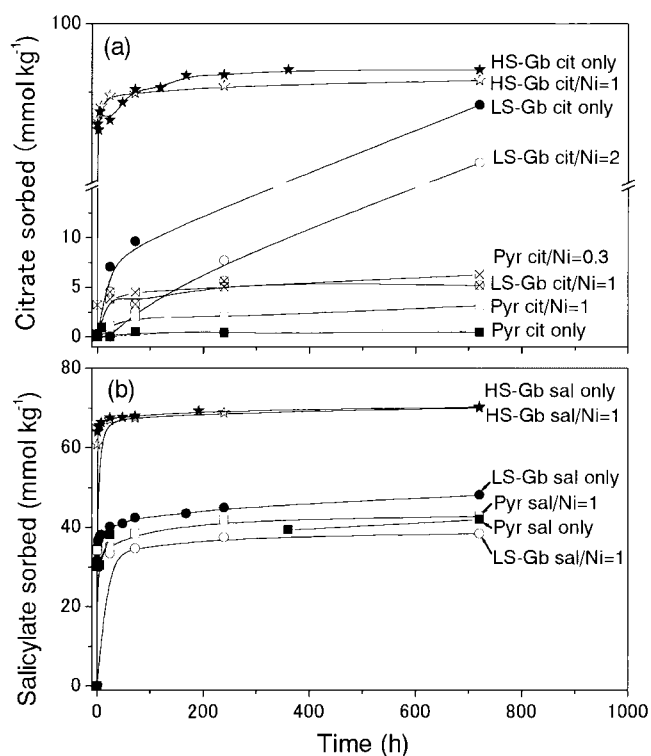 (a)
100
10
5
0
Citrate sorbed (mmol kg⁻¹)
HS-Gb cit only
HS-Gb cit/Ni=1
LS-Gb cit only
LS-Gb cit/Ni=2
Pyr cit/Ni=0.3
LS-Gb cit/Ni=1
Pyr cit/Ni=1
Pyr cit only
(b)
80
60
40
20
0
Salicylate sorbed (mmol kg⁻¹)
HS-Gb sal only
HS-Gb sal/Ni=1
LS-Gb sal only
Pyr sal/Ni=1
Pyr sal only
LS-Gb sal/Ni=1
0 200 400 600 800 1000
Time (h)